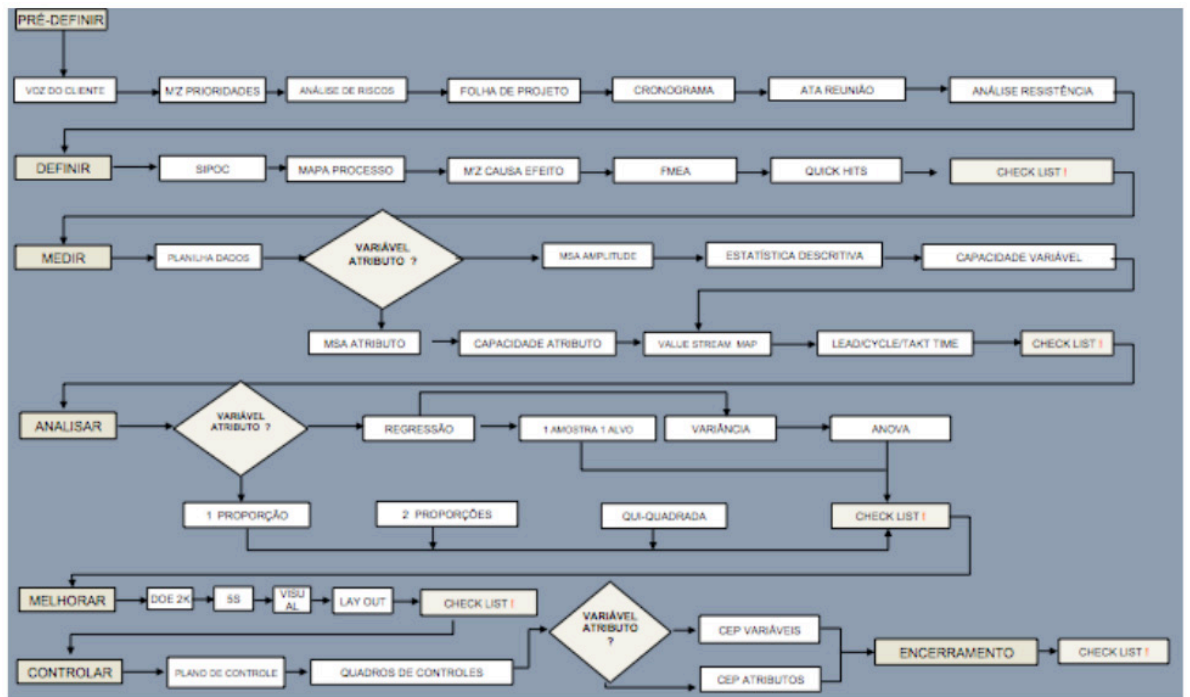 PRÉ-DEFINIR
VOZ DO CLIENTE
M'Z PRIORIDADES
ANÁLISE DE RISCOS
FOLHA DE PROJETO
CRONOGRAMA
ATA REUNIÃO
ANÁLISE RESISTÊNCIA
DEFINIR
SIPOC
MAPA PROCESSO
M'Z CAUSA EFEITO
FMEA
QUICK HITS
CHECK LIST !
MEDIR
PLANILHA DADOS
VARIÁVEL
ATRIBUTO ?
MSA AMPLITUDE
ESTATÍSTICA DESCRITIVA
CAPACIDADE VARIÁVEL
MSA ATRIBUTO
CAPACIDADE ATRIBUTO
VALUE STREAM MAP
LEAD/CYCLE/TAKT TIME
CHECK LIST !
ANALISAR
VARIÁVEL
ATRIBUTO ?
REGRESSÃO
1 AMOSTRA 1 ALVO
VARIÂNCIA
ANOVA
1 PROPORÇÃO
2 PROPORÇÕES
QUI-QUADRADA
CHECK LIST !
MELHORAR
DOE 2K
5S
VISU
AL
LAY OUT
CHECK LIST !
CONTROLAR
PLANO DE CONTROLE
QUADROS DE CONTROLES
VARIÁVEL
ATRIBUTO
?
CEP VARIÁVEIS
CEP ATRIBUTOS
ENCERRAMENTO
CHECK LIST !